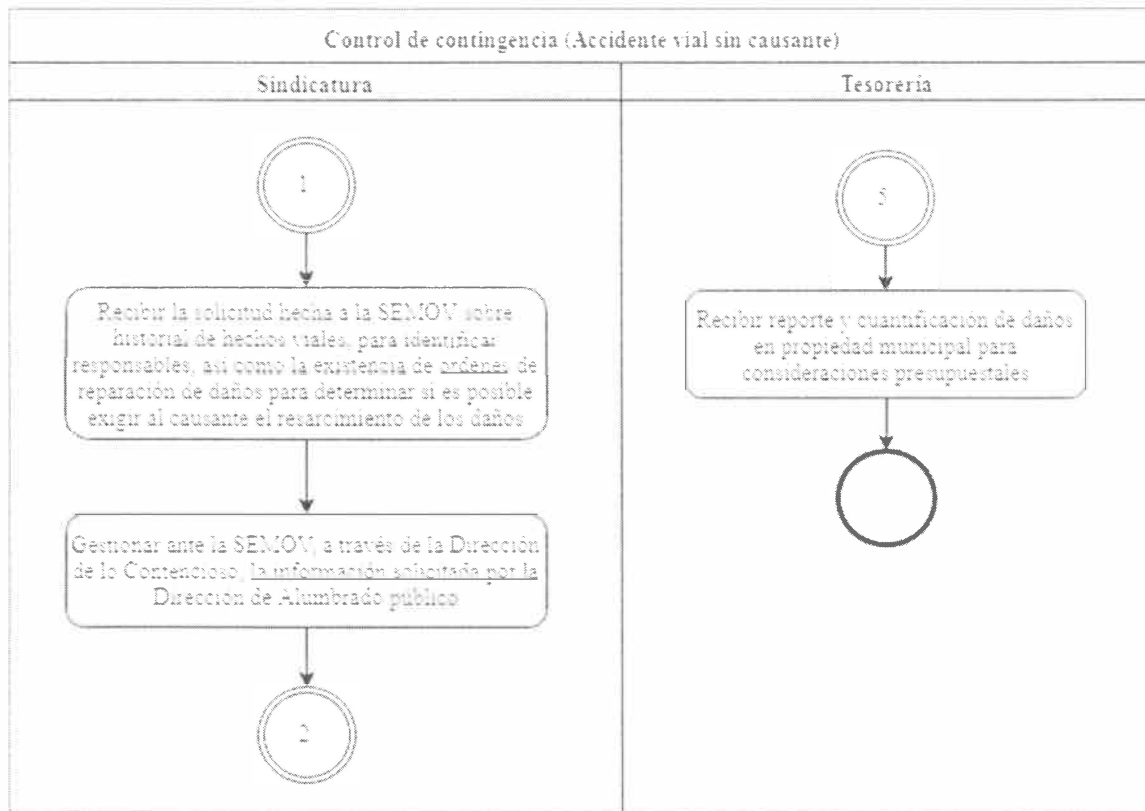 Control de contingencia (Accidente vial sin causante)
Sindicatura
Tesorería
1
Recibir la solicitud hecha a la SEMOV sobre
historial de hechos viales, para identificar
responsables, así como la existencia de ordenes de
reparación de daños para determinar si es posible
exigir al causante el resarcimiento de los daños
Gestionar ante la SEMOV, a través de la Dirección
de lo Contencioso, la información solicitada por la
Dirección de Alumbrado público
2
5
Recibir reporte y cuantificación de daños
en propiedad municipal para
consideraciones presupuestales